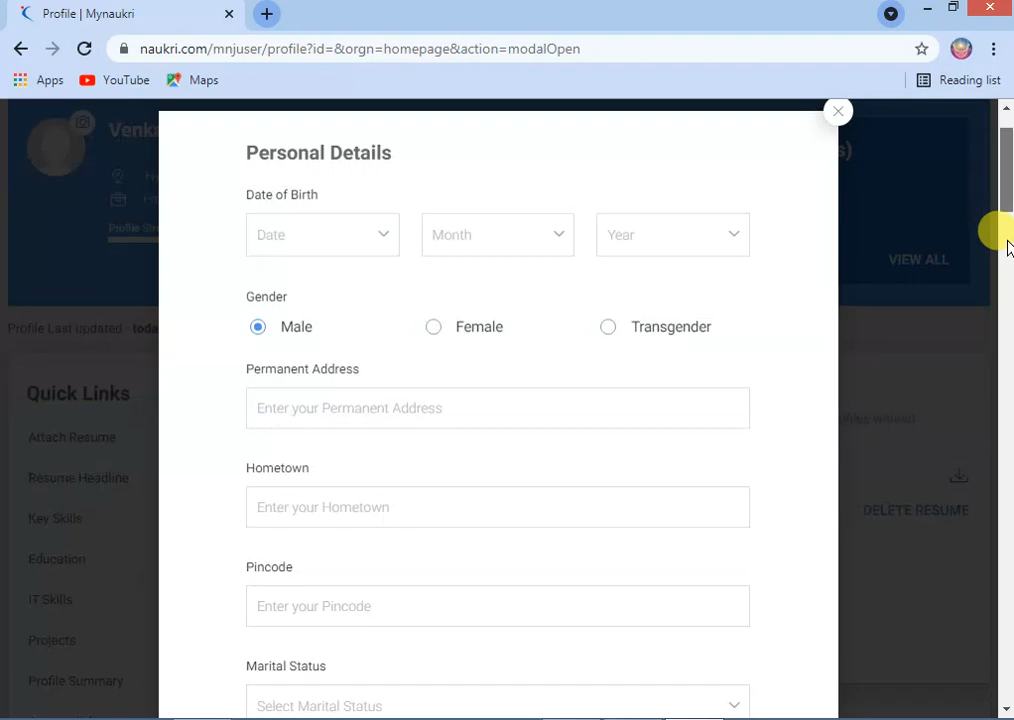 Profile | Mynaukri
naukri.com/mnjuser/profile?id=&orgn=homepage&action=modalOpen
Apps YouTube Maps Reading list
Personal Details
Date of Birth
Date Month Year
VIEW ALL
Gender
Male Female Transgender
Profile Last updated - toda
Permanent Address
Enter your Permanent Address
Quick Links
Attach Resume
Resume Headline
Key Skills
Education
IT Skills
Projects
Profile Summary
Hometown
Enter your Hometown
DELETE RESUME
Pincode
Enter your Pincode
Marital Status
Select Marital Status